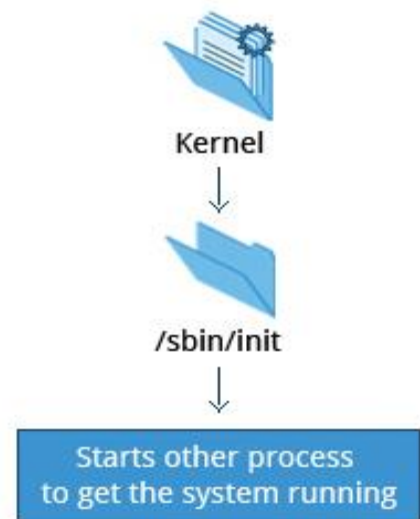 Kernel
/sbin/init
Starts other process
to get the system running